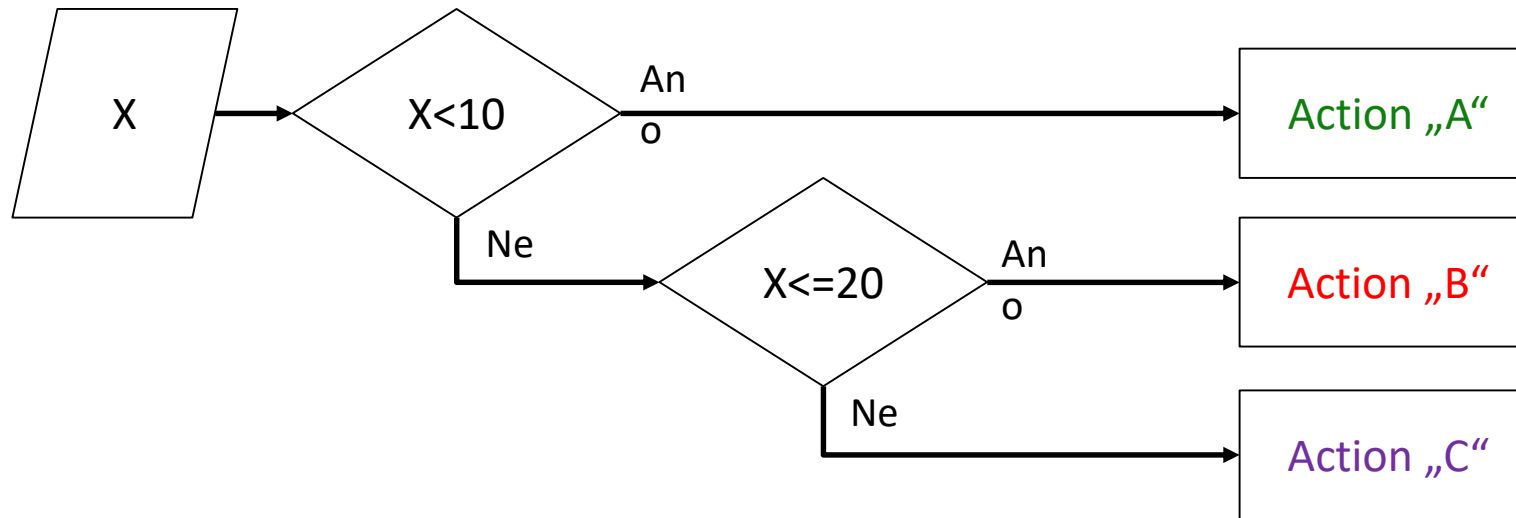 X
X<10
An
o
Action „A“
Ne
X<=20
An
o
Action „B“
Ne
Action „C“